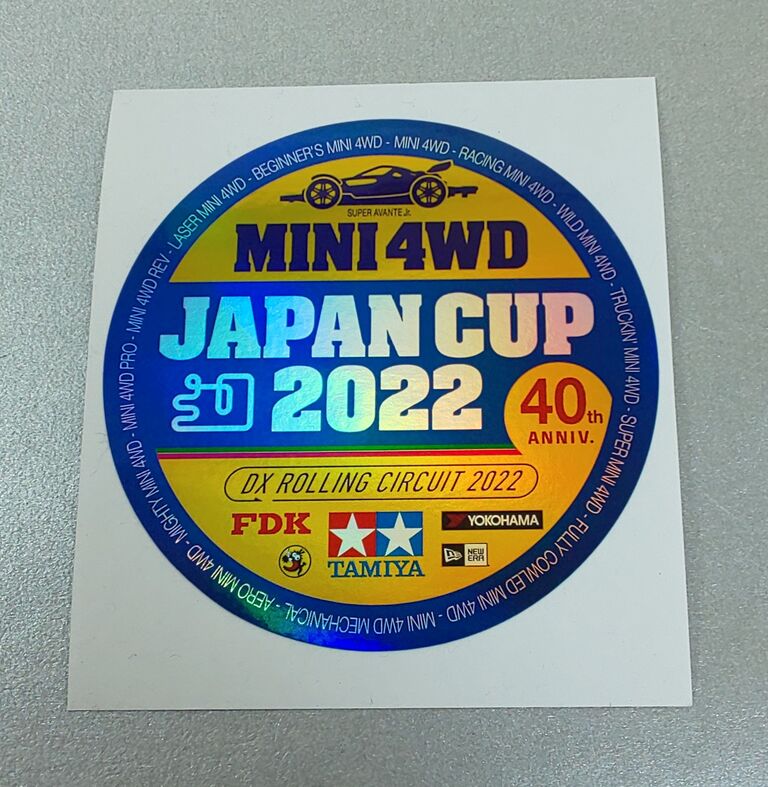 MINI 4WD - RACING MINI 4WD - WILD MINI 4WD - TRUCKIN' MINI 4WD - SUPER MINI 4WD - FULLY COWLED MINI 4WD - MINI 4WD MECHANICAL - AERO MINI 4WD - MIGHTY MINI 4WD - MINI 4WD PRO - MINI 4WD REV - LASER MINI 4WD - BEGINNER'S MINI 4WD -
SUPER AVANTE Jr.
MINI 4WD
JAPAN CUP
2022
40th
ANNIV.
DX ROLLING CIRCUIT 2022
FDK
TAMIYA
YOKOHAMA
NEW
ERA